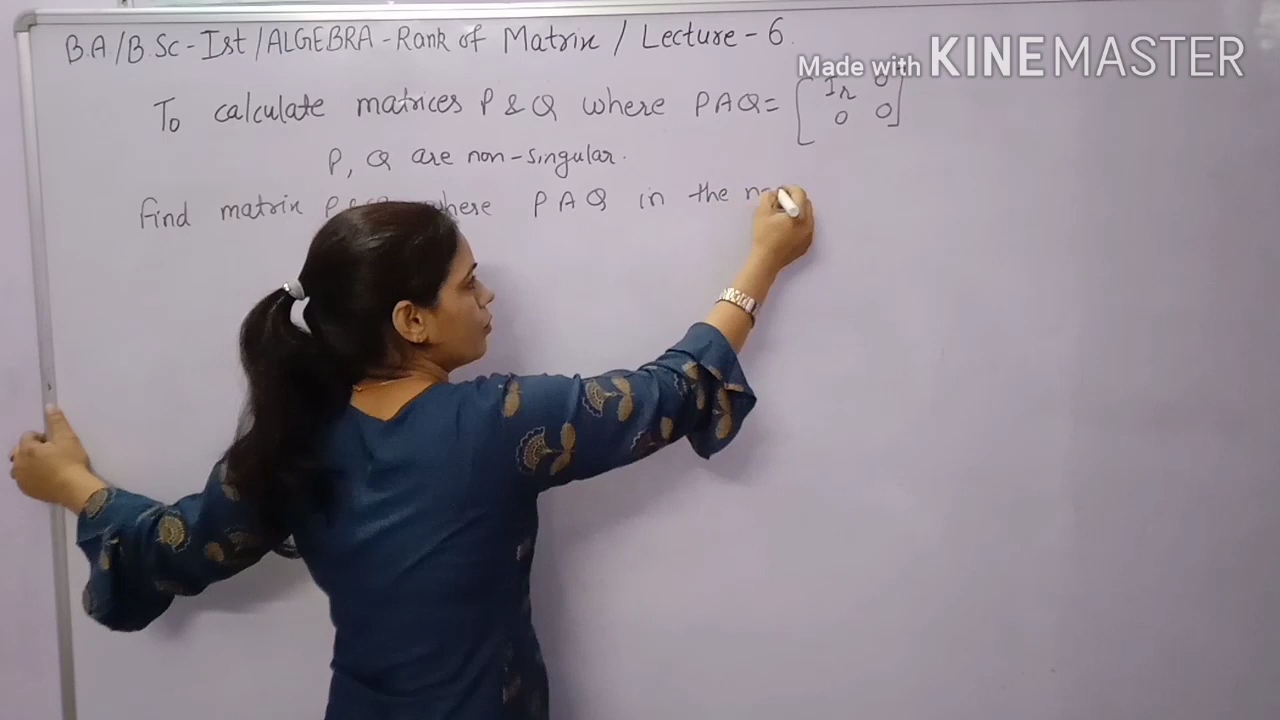 B.A/B.Sc - Ist/ALGEBRA - Rank of Matrix / Lecture - 6.
Made with KINEMASTER
To calculate matrices P & Q where PAQ = [ Ir 0
0 0 ]
P, Q are non-singular.
Find matrix P & Q where PAQ in the